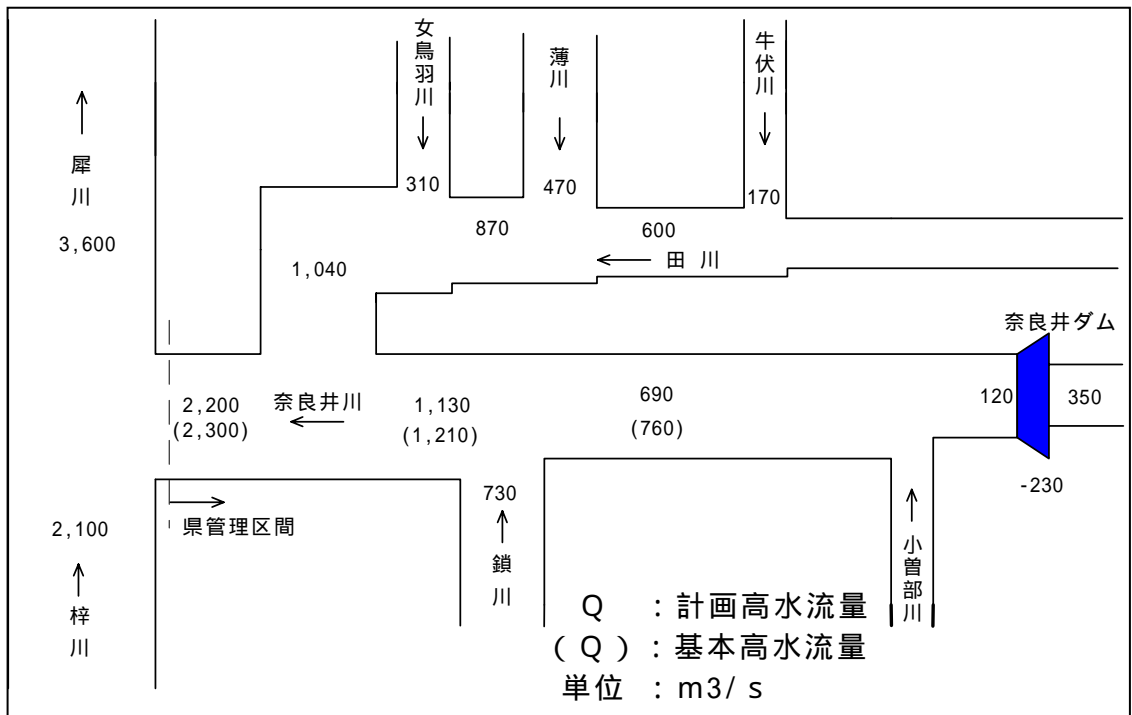 女鳥羽川
薄川
牛伏川
犀川
3,600
310
470
170
870
600
田 川
1,040
奈良井ダム
2,200
(2,300)
奈良井川
1,130
(1,210)
690
(760)
120
350
-230
730
県管理区間
2,100
梓川
鎖川
小曽部川
Q : 計画高水流量
( Q ) : 基本高水流量
単位 : m3/ s